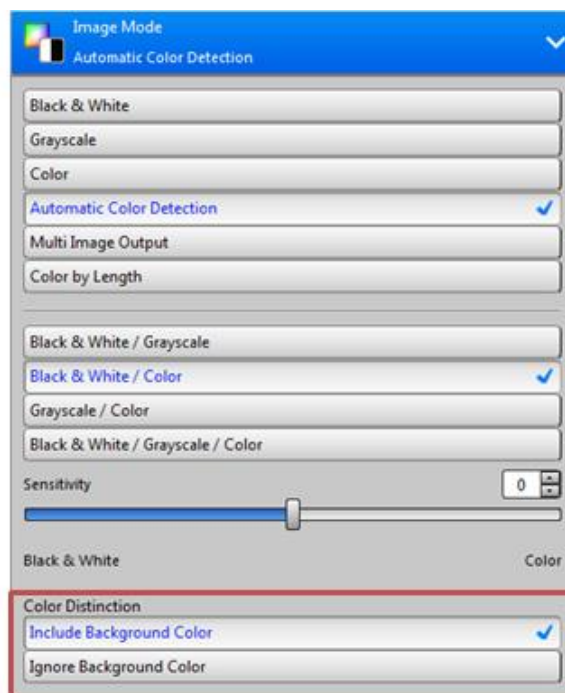 Image Mode
Automatic Color Detection
Black & White
Grayscale
Color
Automatic Color Detection
Multi Image Output
Color by Length
Black & White / Grayscale
Black & White / Color
Grayscale / Color
Black & White / Grayscale / Color
Sensitivity 0
Black & White Color
Color Distinction
Include Background Color
Ignore Background Color